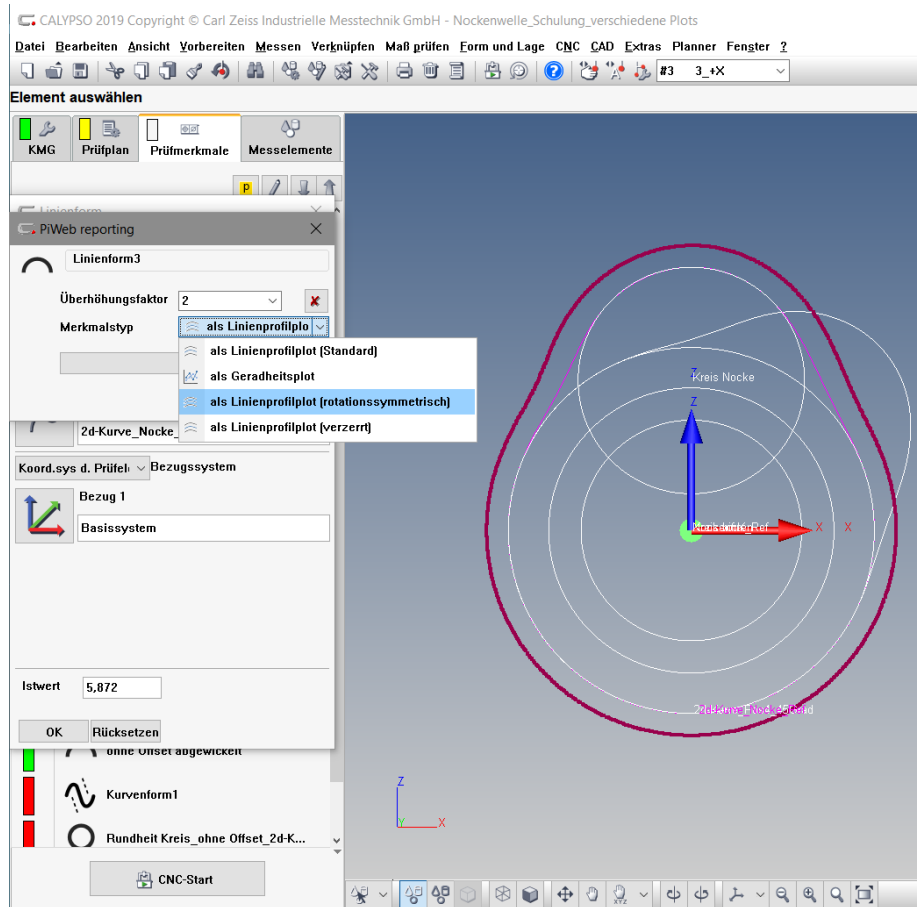 CALYPSO 2019 Copyright © Carl Zeiss Industrielle Messtechnik GmbH - Nockenwelle_Schulung_verschiedene Plots
Datei Bearbeiten Ansicht Vorbereiten Messen Verknüpfen Maß prüfen Form und Lage CNC CAD Extras Planner Fenster ?
#3 3_+X
Element auswählen
KMG Prüfplan Prüfmerkmale Messelemente
P
Linienform
PiWeb reporting
Linienform3
Überhöhungsfaktor 2
Merkmalstyp als Linienprofilplo
als Linienprofilplot (Standard)
als Geradheitsplot
als Linienprofilplot (rotationssymmetrisch)
als Linienprofilplot (verzerrt)
2d-Kurve_Nocke_
Koord.sys d. Prüfel Bezugssystem
Bezug 1
Basissystem
Istwert 5,872
OK Rücksetzen
ohne Offset abgewickelt
Kurvenform1
Rundheit Kreis_ohne Offset_2d-K...
CNC-Start
Z
Kreis Nocke
Z
X X
Z
Y X
XYZ